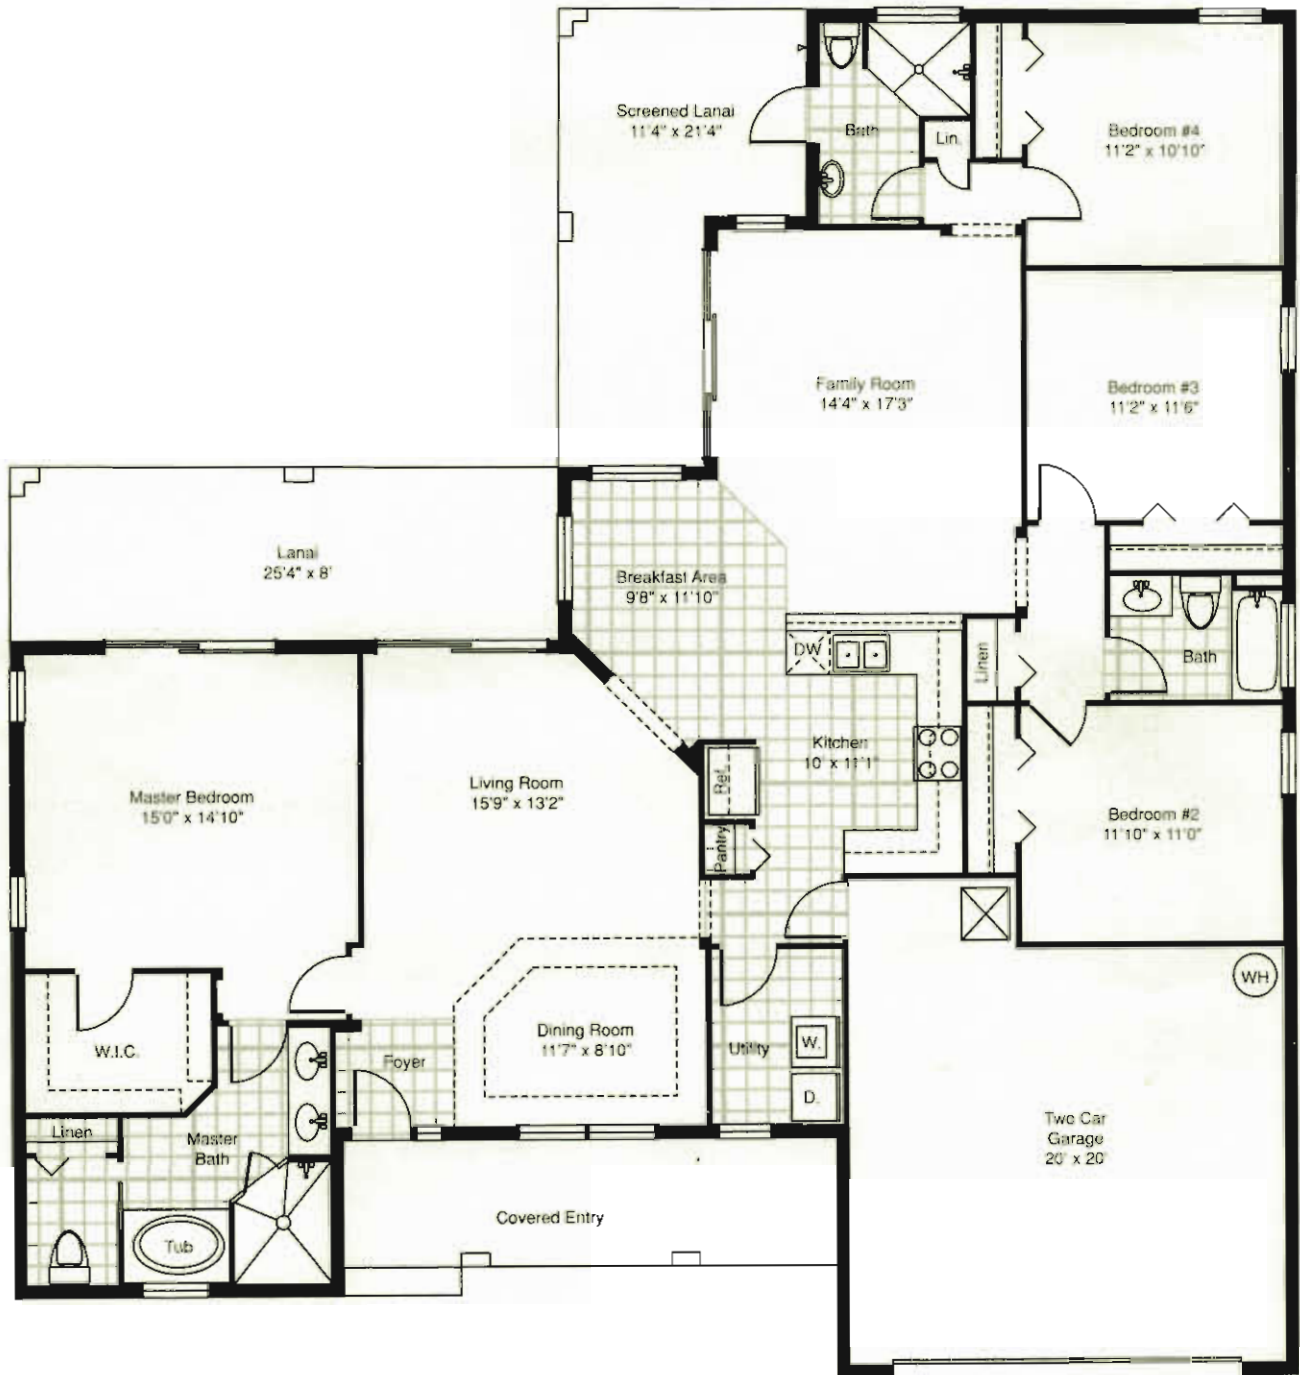 Screened Lanai
11'4" x 21'4"
Bath
Lin.
Bedroom #4
11'2" x 10'10"
Family Room
14'4" x 17'3"
Bedroom #3
11'2" x 11'6"
Lanai
25'4" x 8'
Breakfast Area
9'8" x 11'10"
DW
Linen
Bath
Kitchen
10' x 11'1"
Ref.
Pantry
Living Room
15'9" x 13'2"
Master Bedroom
15'0" x 14'10"
Bedroom #2
11'10" x 11'0"
WH
W.I.C.
Foyer
Dining Room
11'7" x 8'10"
Utility
W.
D.
Linen
Master
Bath
Two Car
Garage
20' x 20'
Tub
Covered Entry